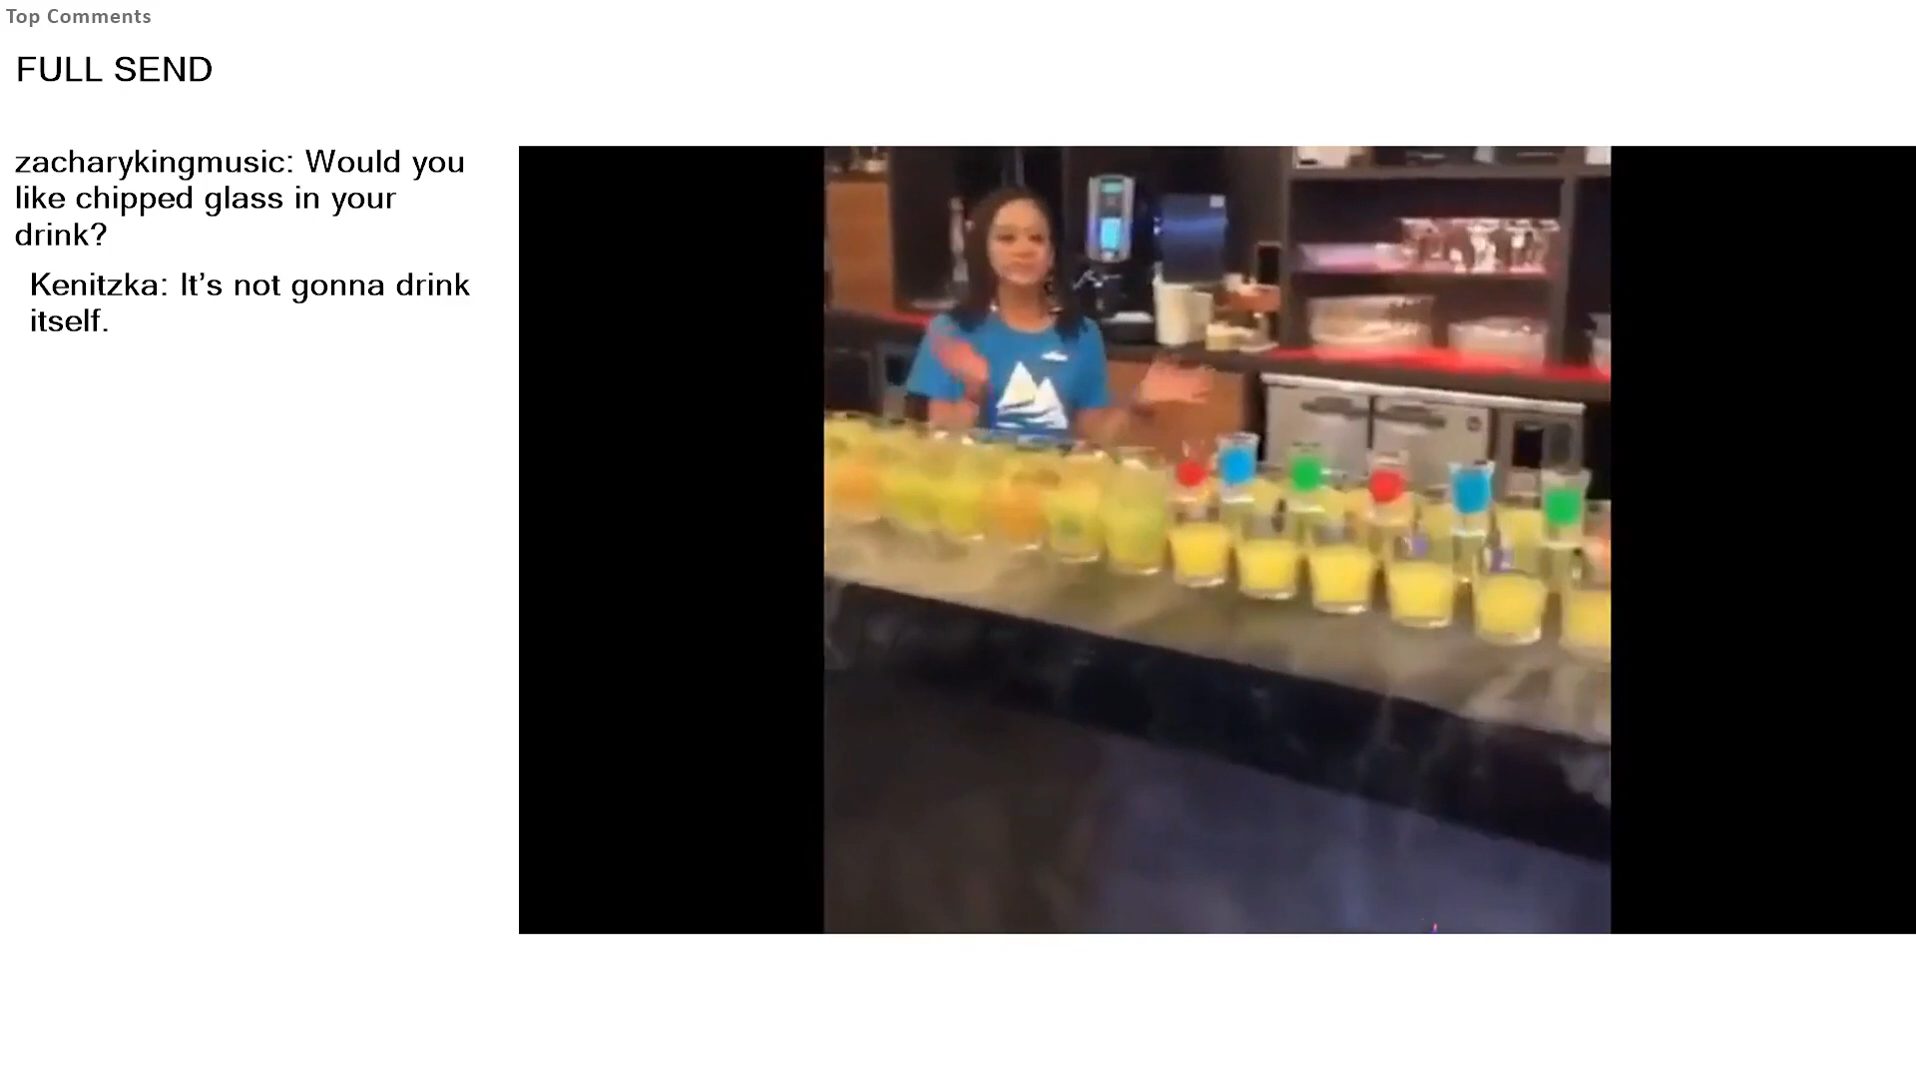 Top Comments
FULL SEND
zacharykingmusic: Would you
like chipped glass in your
drink?
Kenitzka: It’s not gonna drink
itself.